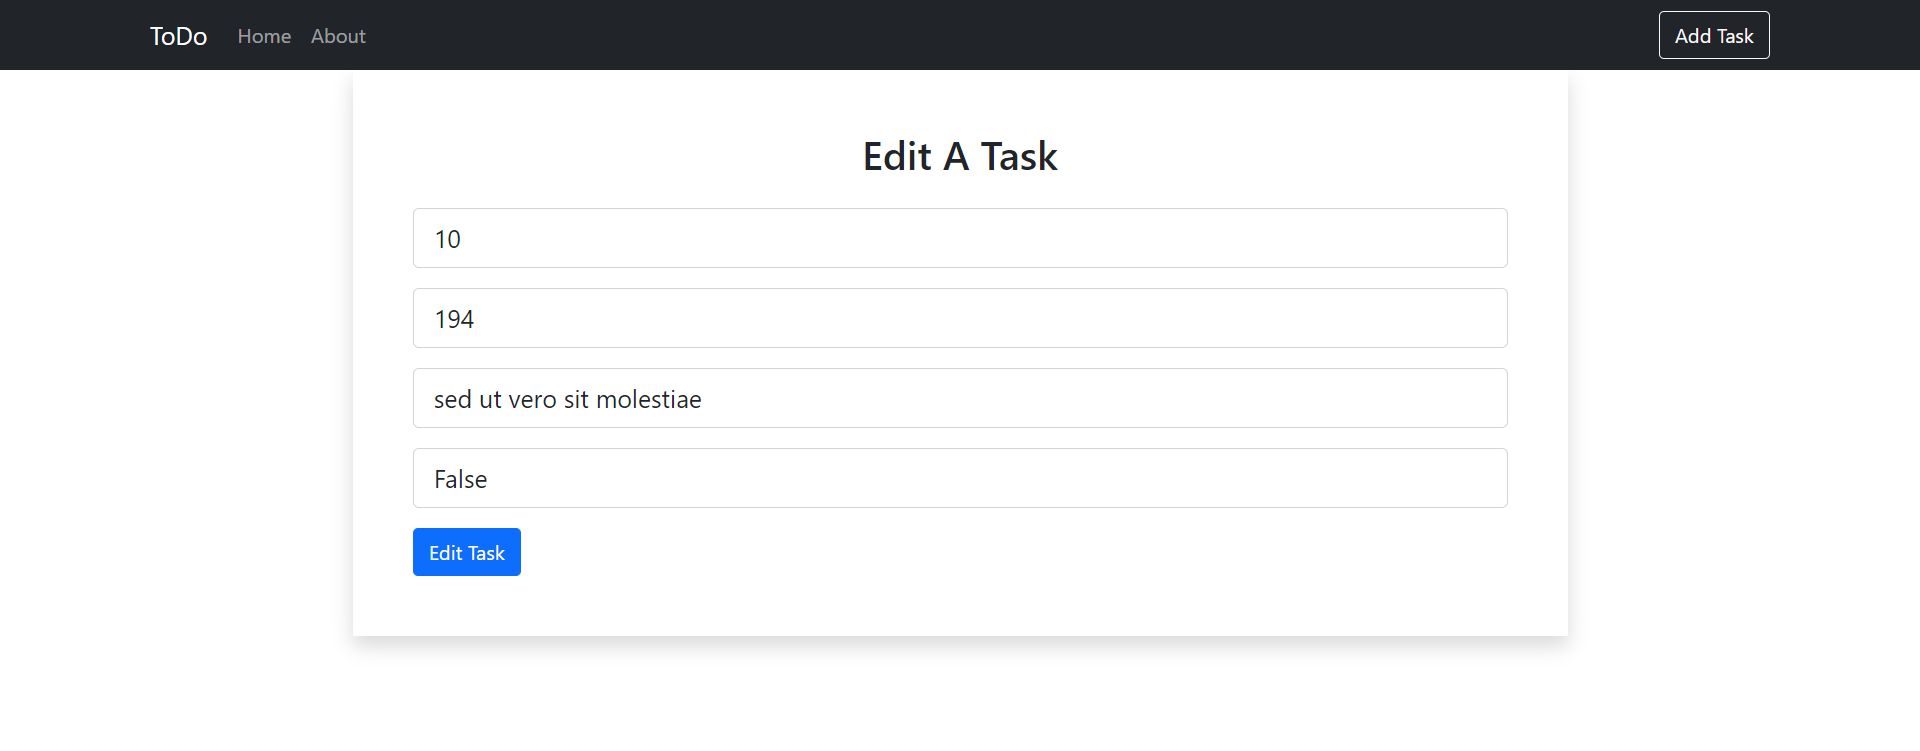 ToDo Home About Add Task
Edit A Task
10
194
sed ut vero sit molestiae
False
Edit Task